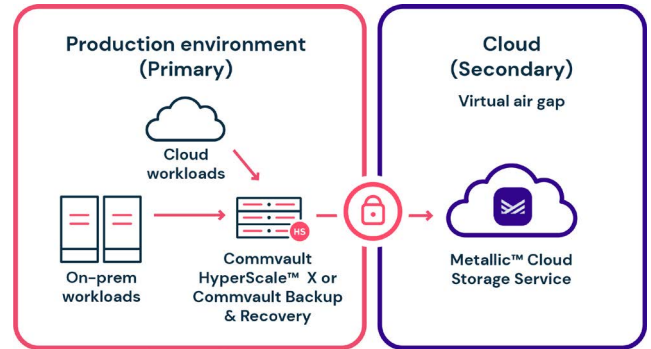 Production environment
(Primary)
Cloud
workloads
On-prem
workloads
HS
Commvault
HyperScale™ X or
Commvault Backup
& Recovery
Cloud
(Secondary)
Virtual air gap
Metallic™ Cloud
Storage Service